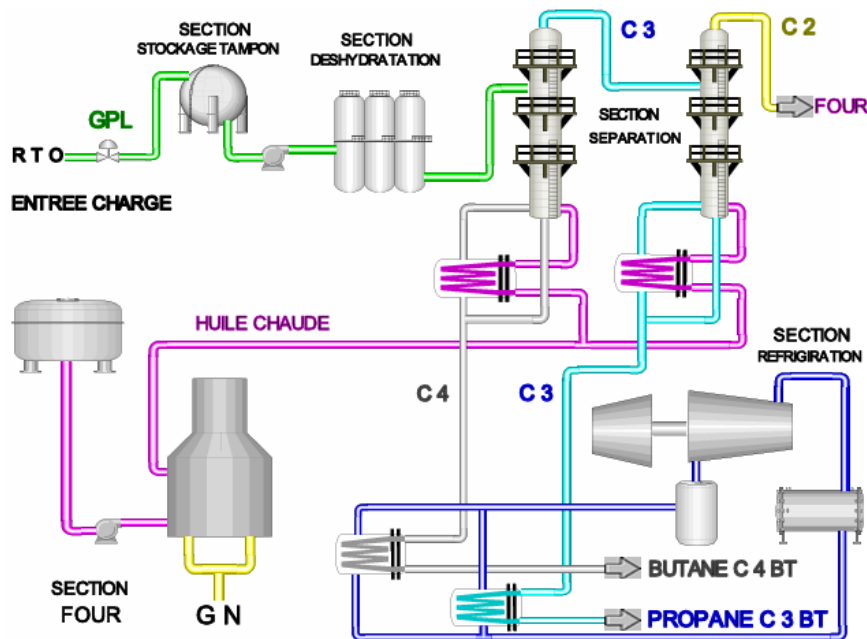 SECTION
STOCKAGE TAMPON
SECTION
DESHYDRATATION
C 3
C 2
GPL
R T O
ENTREE CHARGE
SECTION
SEPARATION
FOUR
HUILE CHAUDE
SECTION
REFRIGIRATION
C 4
C 3
SECTION
FOUR
G N
BUTANE C 4 BT
PROPANE C 3 BT